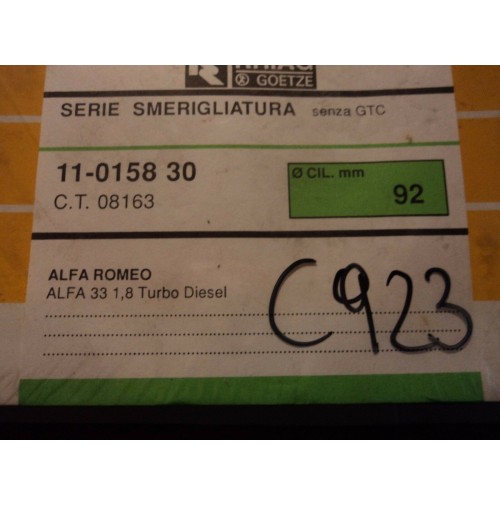 RHIAG
GOETZE
SERIE SMERIGLIATURA senza GTC
11-0158 30
C.T. 08163
Ø CIL. mm
92
ALFA ROMEO
ALFA 33 1,8 Turbo Diesel
C923